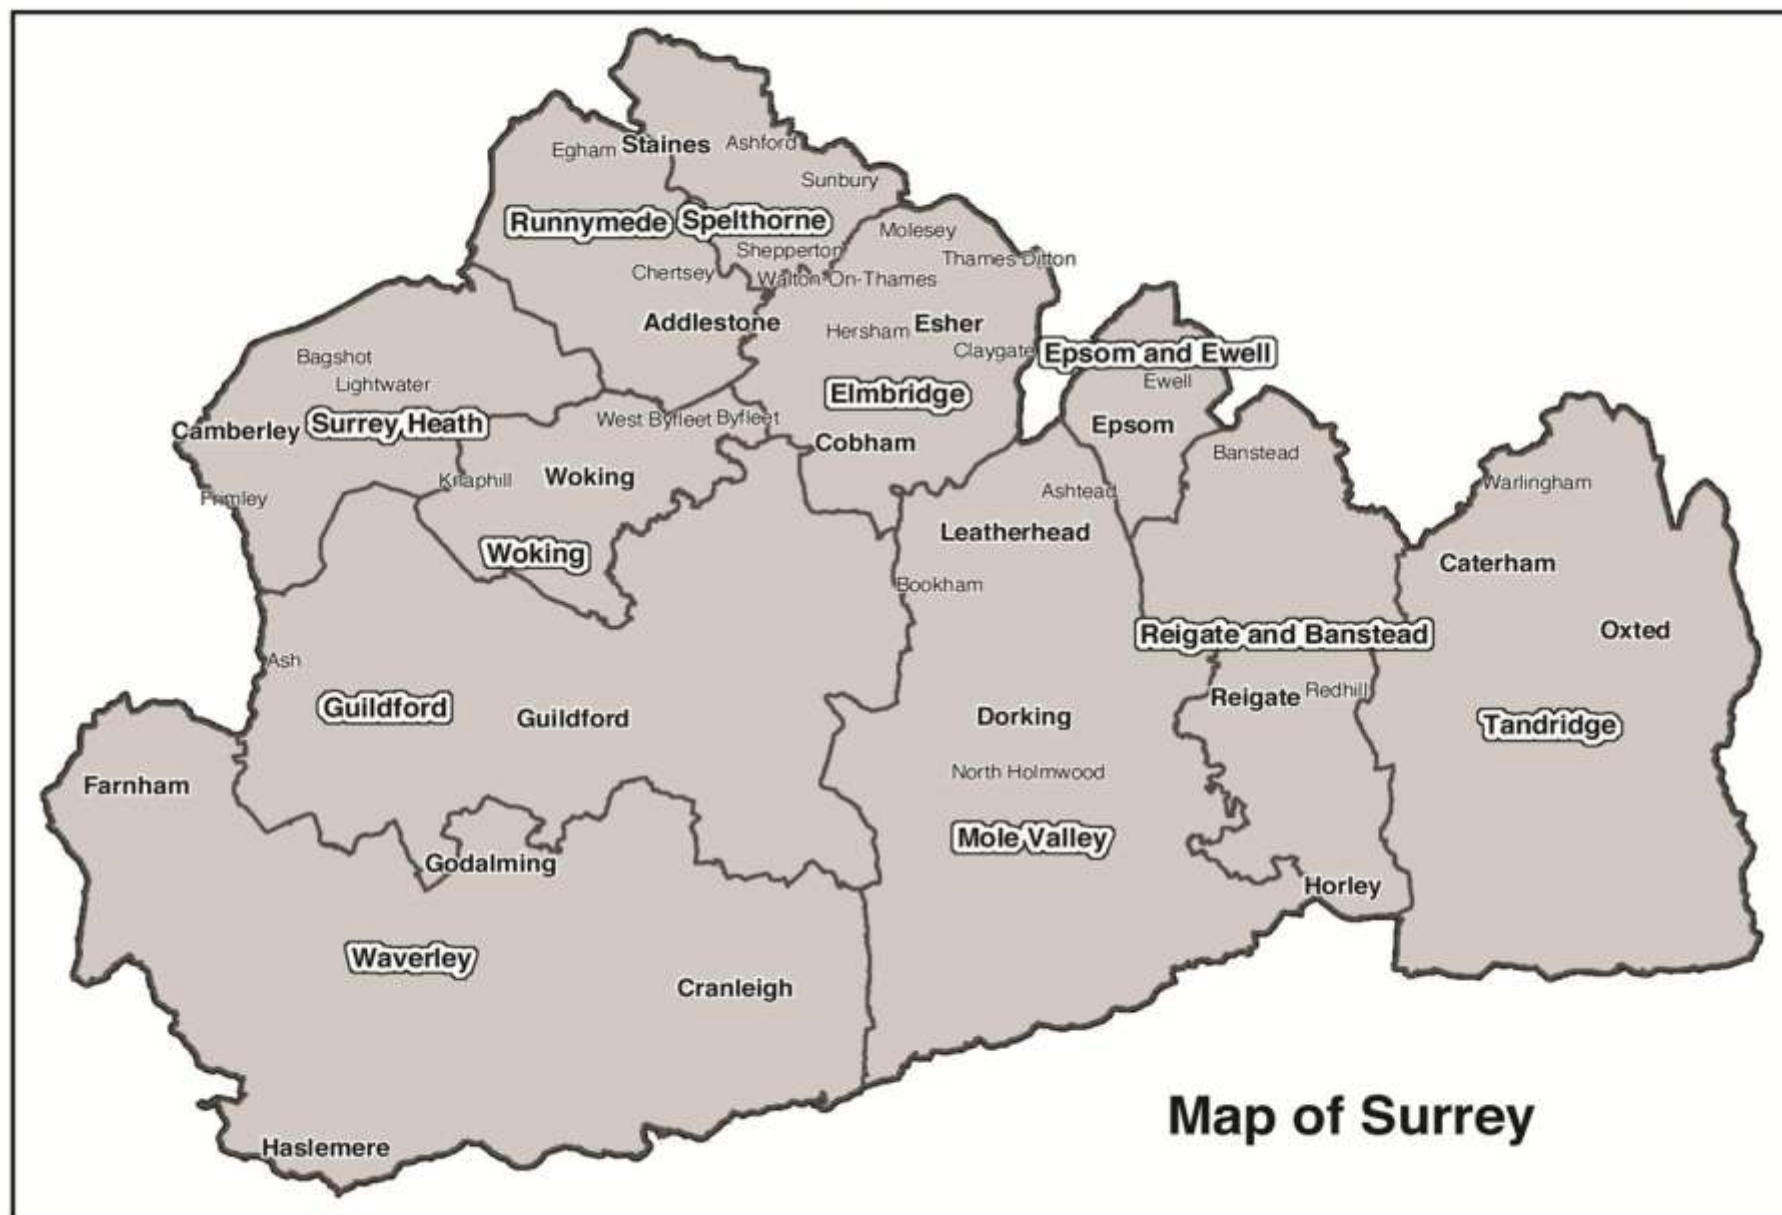 Egham
Staines
Ashford
Sunbury
Runnymede
Spelthorne
Molesey
Shepperton
Thames Ditton
Chertsey
Walton-On-Thames
Addlestone
Hersham
Esher
Claygate
Epsom and Ewell
Bagshot
Lightwater
Ewell
Elmbridge
West Byfleet
Byfleet
Camberley
Surrey Heath
Epsom
Cobham
Banstead
Knaphill
Woking
Warlingham
Frimley
Ashtead
Leatherhead
Woking
Caterham
Bookham
Oxted
Reigate and Banstead
Ash
Redhill
Reigate
Guildford
Guildford
Dorking
Tandridge
North Holmwood
Farnham
Mole Valley
Godalming
Horley
Waverley
Cranleigh
Map of Surrey
Haslemere